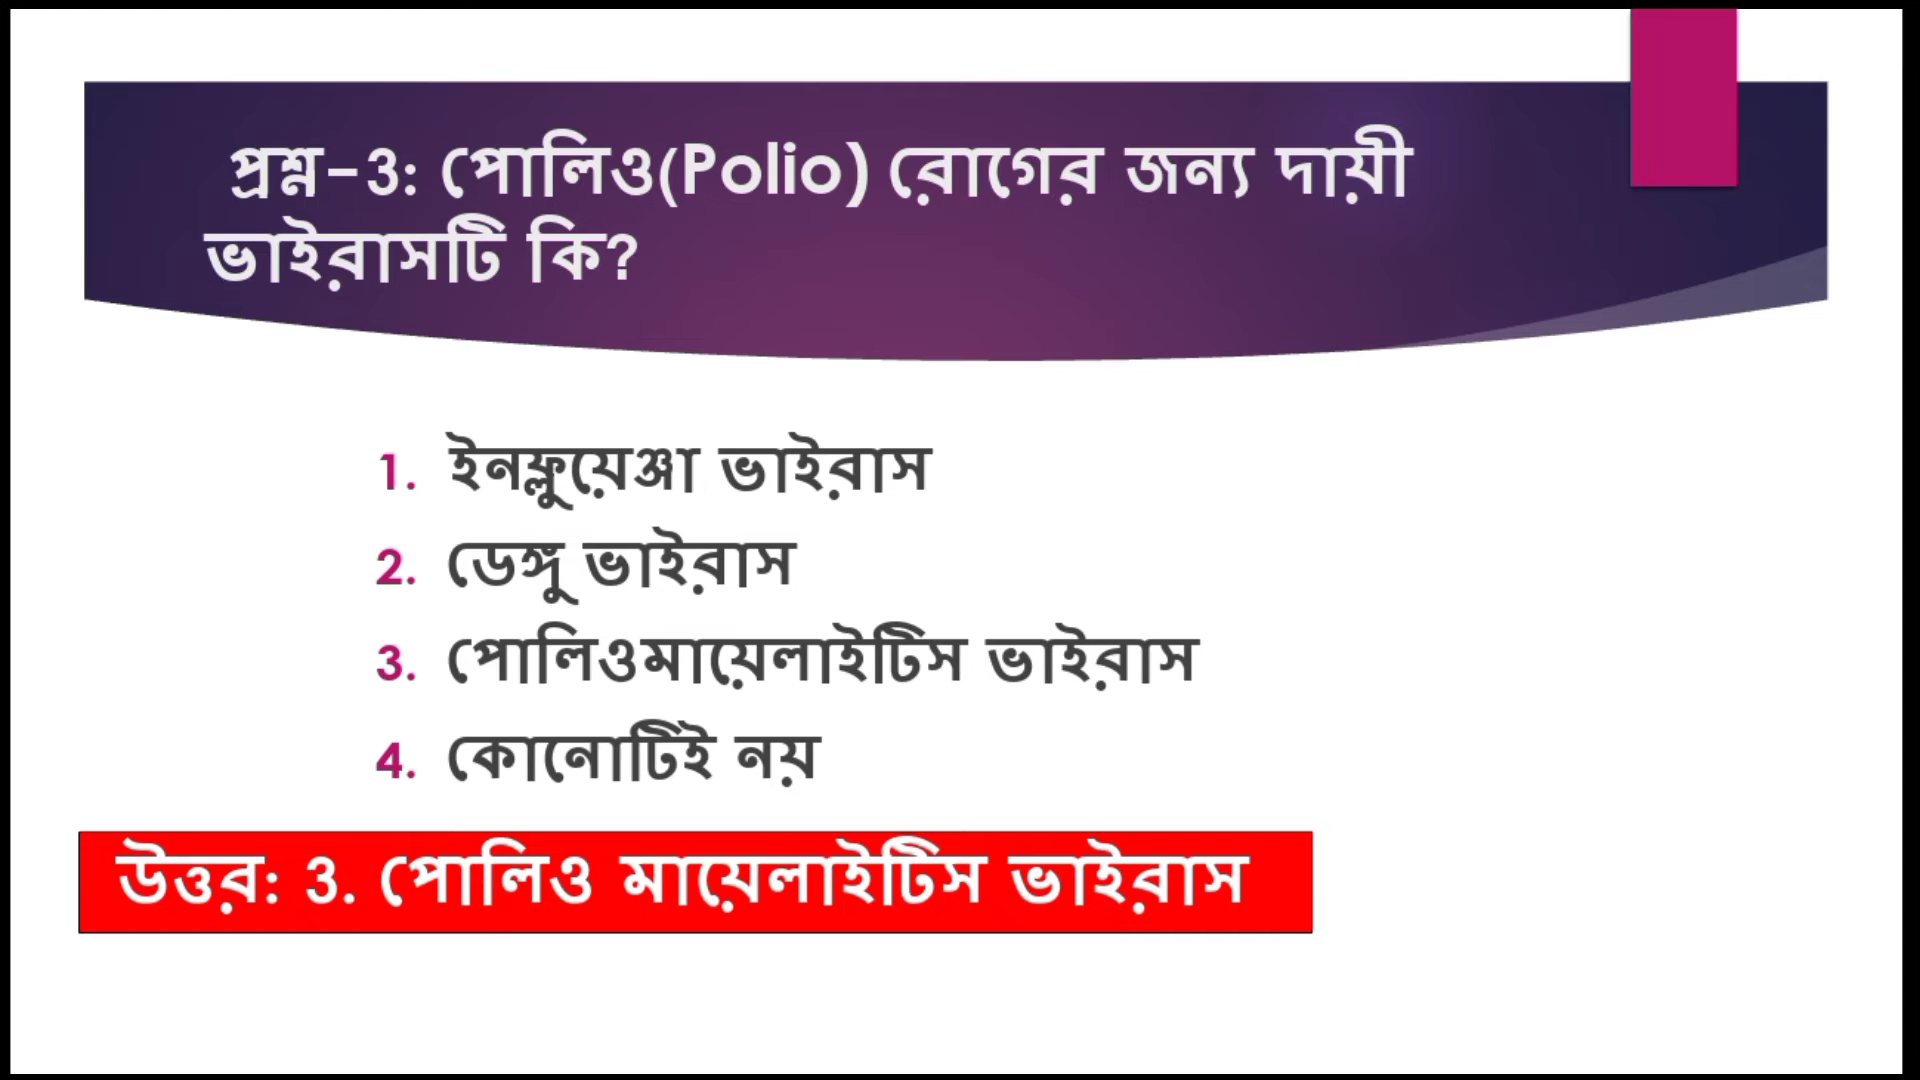 প্রশ্ন-3: পোলিও(Polio) রোগের জন্য দায়ী
ভাইরাসটি কি?
1. ইনফ্লুয়েঞ্জা ভাইরাস
2. ডেঙ্গু ভাইরাস
3. পোলিওমায়েলাইটিস ভাইরাস
4. কোনোটিই নয়
উত্তর: 3. পোলিও মায়েলাইটিস ভাইরাস